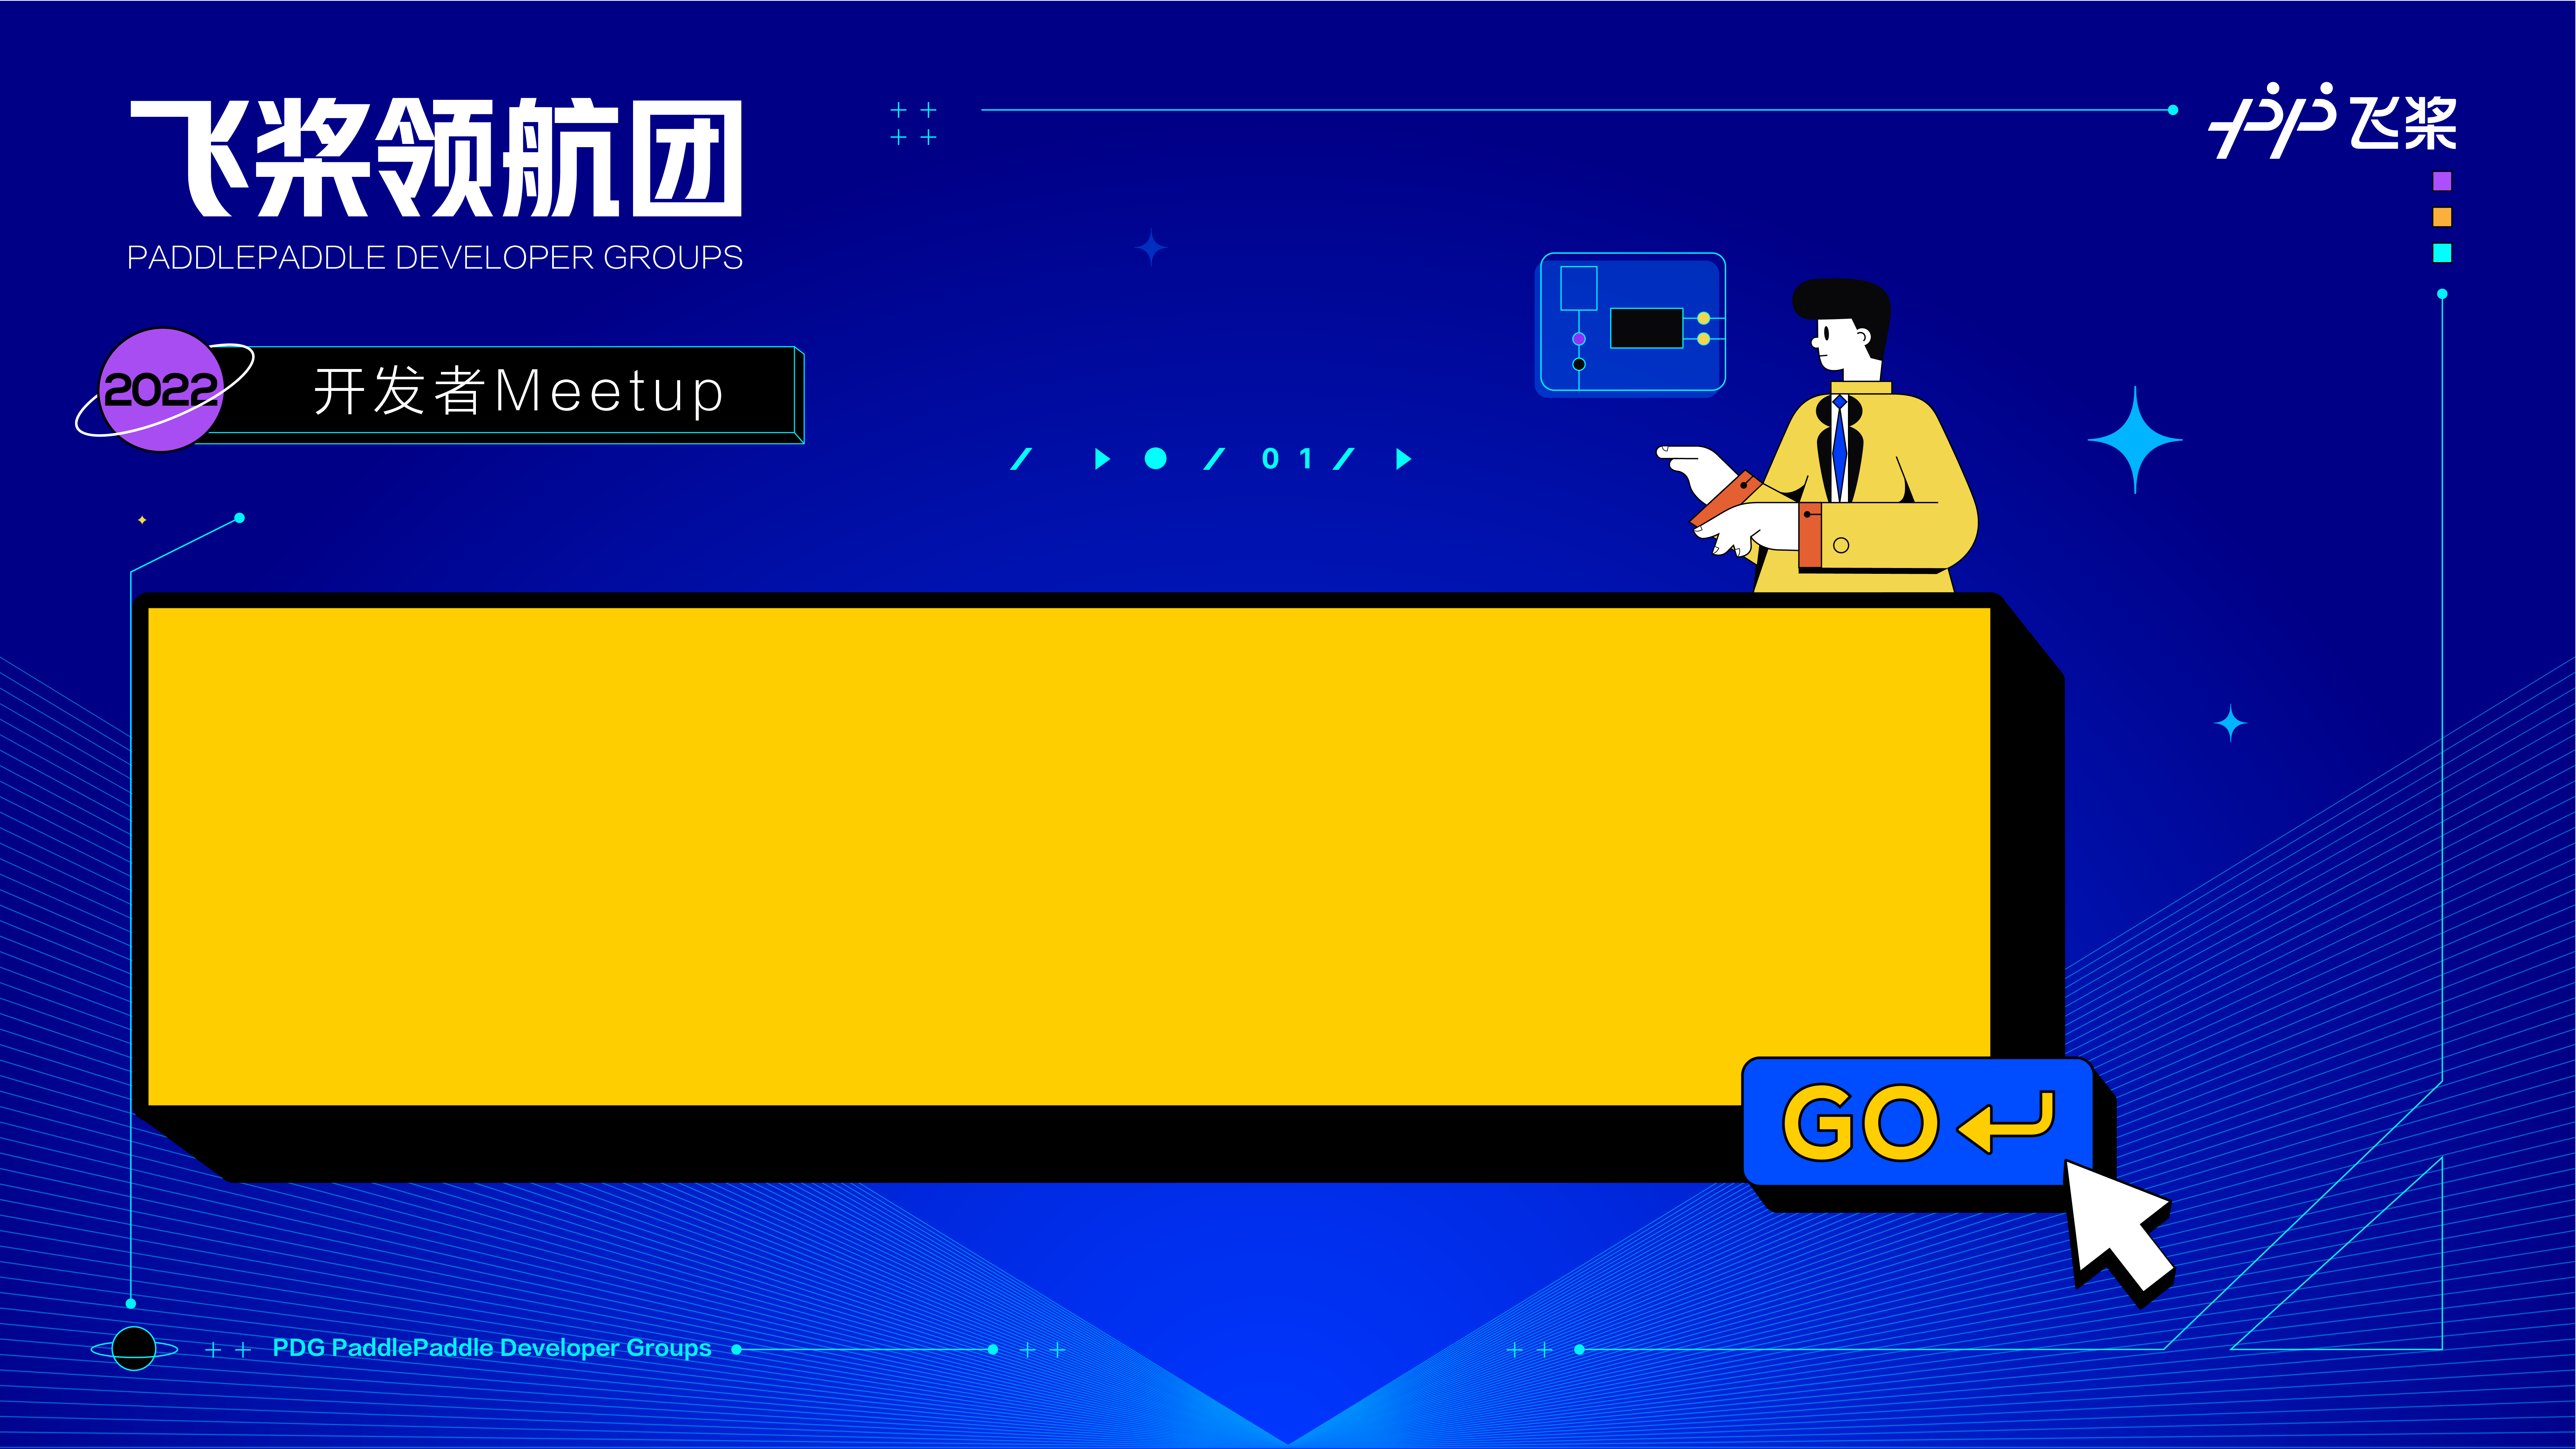 飞桨领航团
飞桨
PADDLEPADDLE DEVELOPER GROUPS
2022
开发者Meetup
01
GO
PDG PaddlePaddle Developer Groups